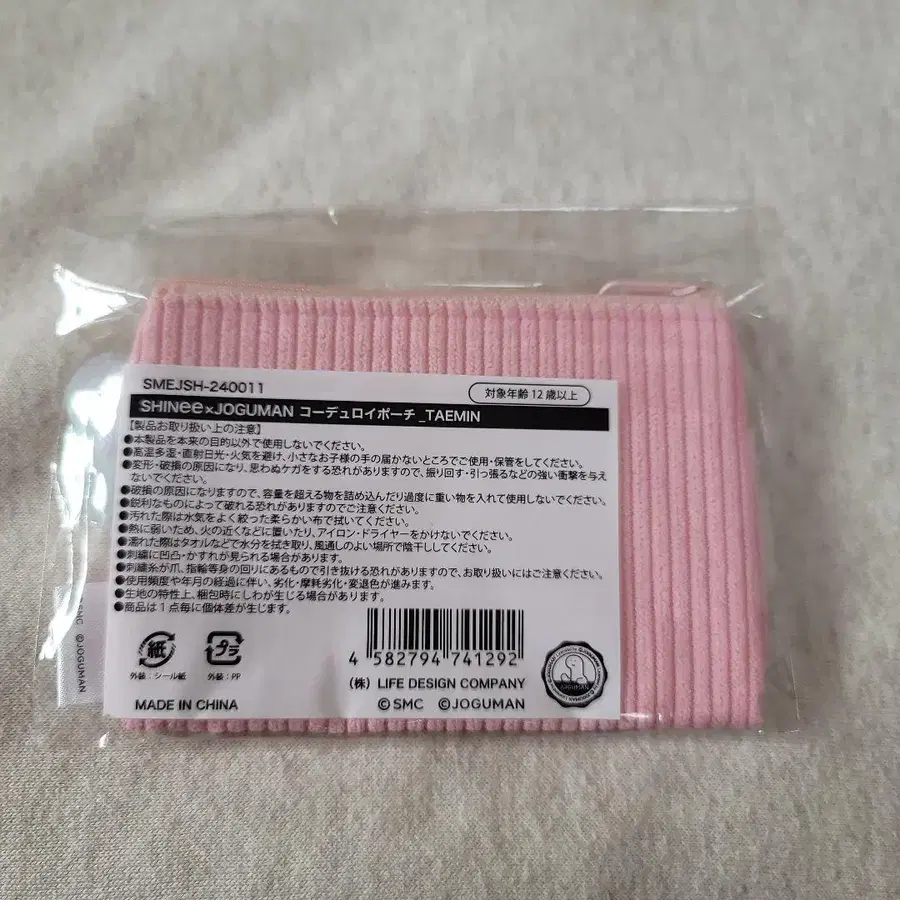 SMEJSH-240011
対象年齢12歳以上
SHINee×JOGUMAN コーデュロイポーチ_TAEMIN
【製品お取り扱い上の注意】
●本製品を本来の目的以外で使用しないでください。
●高温多湿・直射日光・火気を避け、小さなお子様の手の届かないところでご使用・保管をしてください。
●変形・破損の原因になり、思わぬケガをする恐れがありますので、振り回す・引っ張るなどの強い衝撃を与え
ないでください。
●破損の原因になりますので、容量を超える物を詰め込んだり過度に重い物を入れて使用しないでください。
●鋭利なものによって破れる恐れがありますのでご注意ください。
●汚れた際は水気をよく絞った柔らかい布で拭いてください。
●熱に弱いため、火の近くなどに置いたり、アイロン・ドライヤーをかけないでください。
●濡れた際はタオルなどで水分を拭き取り、風通しのよい場所で陰干ししてください。
●刺繍に凹凸・かすれが見られる場合があります。
●刺繍糸が爪、指輪等身の回りにあるもので引き抜ける恐れがありますので、お取り扱いにはご注意ください。
●使用頻度や年月の経過に伴い、劣化・摩耗劣化・変退色が進みます。
●生地の特性上、梱包時にしわが生じる場合があります。
●商品は1点毎に個体差が生じます。
紙
プラ
外装：シール紙
外装：PP
4 582794 741292
(株) LIFE DESIGN COMPANY
MADE IN CHINA
©SMC ©JOGUMAN
JOGUMAN
©SMC ©JOGUMAN